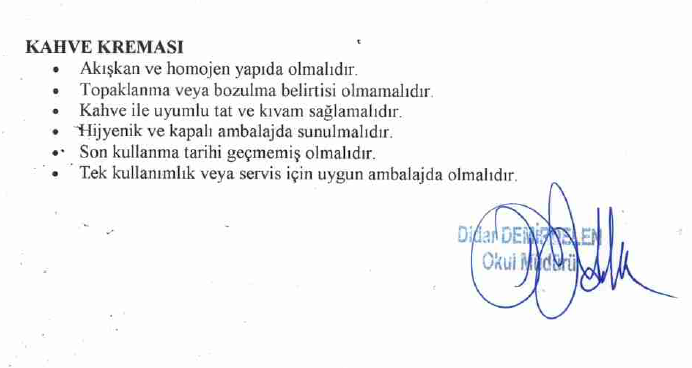 KAHVE KREMASI
• Akışkan ve homojen yapıda olmalıdır.
• Topaklanma veya bozulma belirtisi olmamalıdır.
• Kahve ile uyumlu tat ve kıvam sağlamalıdır.
• Hijyenik ve kapalı ambalajda sunulmalıdır.
• Son kullanma tarihi geçmemiş olmalıdır.
• Tek kullanımlık veya servis için uygun ambalajda olmalıdır.
Didar
Okul Müdürü